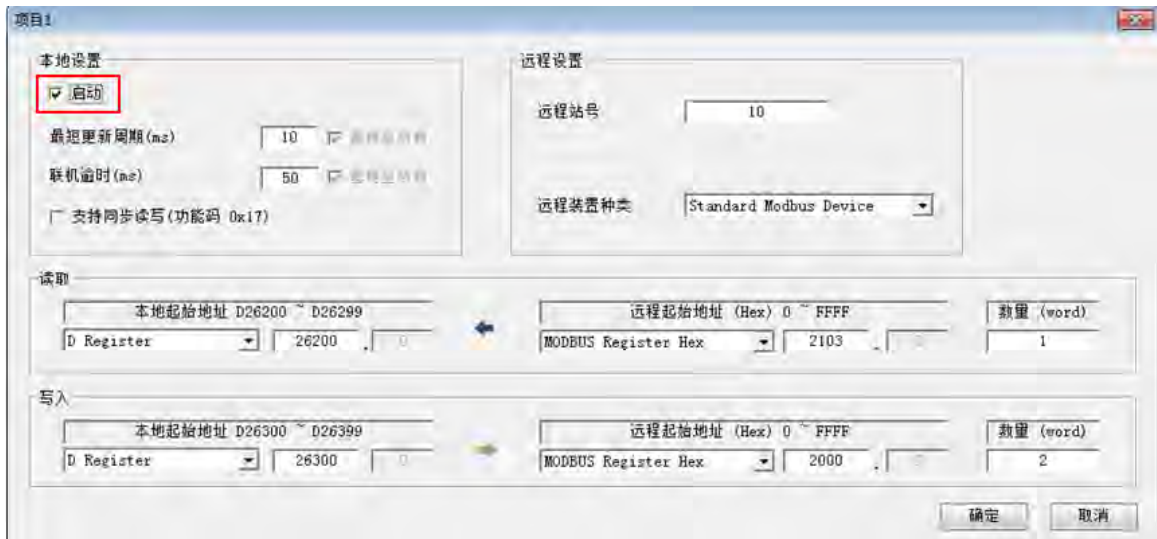 项目1
本地设置
启动
最短更新周期(ms) 10
联机逾时(ms) 50
支持同步读写(功能码 0x17)
远程设置
远程站号 10
远程装置种类 Standard Modbus Device
读取
本地起始地址 D26200 ~ D26299
D Register 26200 . 0
远程起始地址 (Hex) 0 ~ FFFF
MODBUS Register Hex 2103 . 0
数量 (word)
1
写入
本地起始地址 D26300 ~ D26399
D Register 26300 0
远程起始地址 (Hex) 0 ~ FFFF
MODBUS Register Hex 2000 . 0
数量 (word)
2
确定 取消